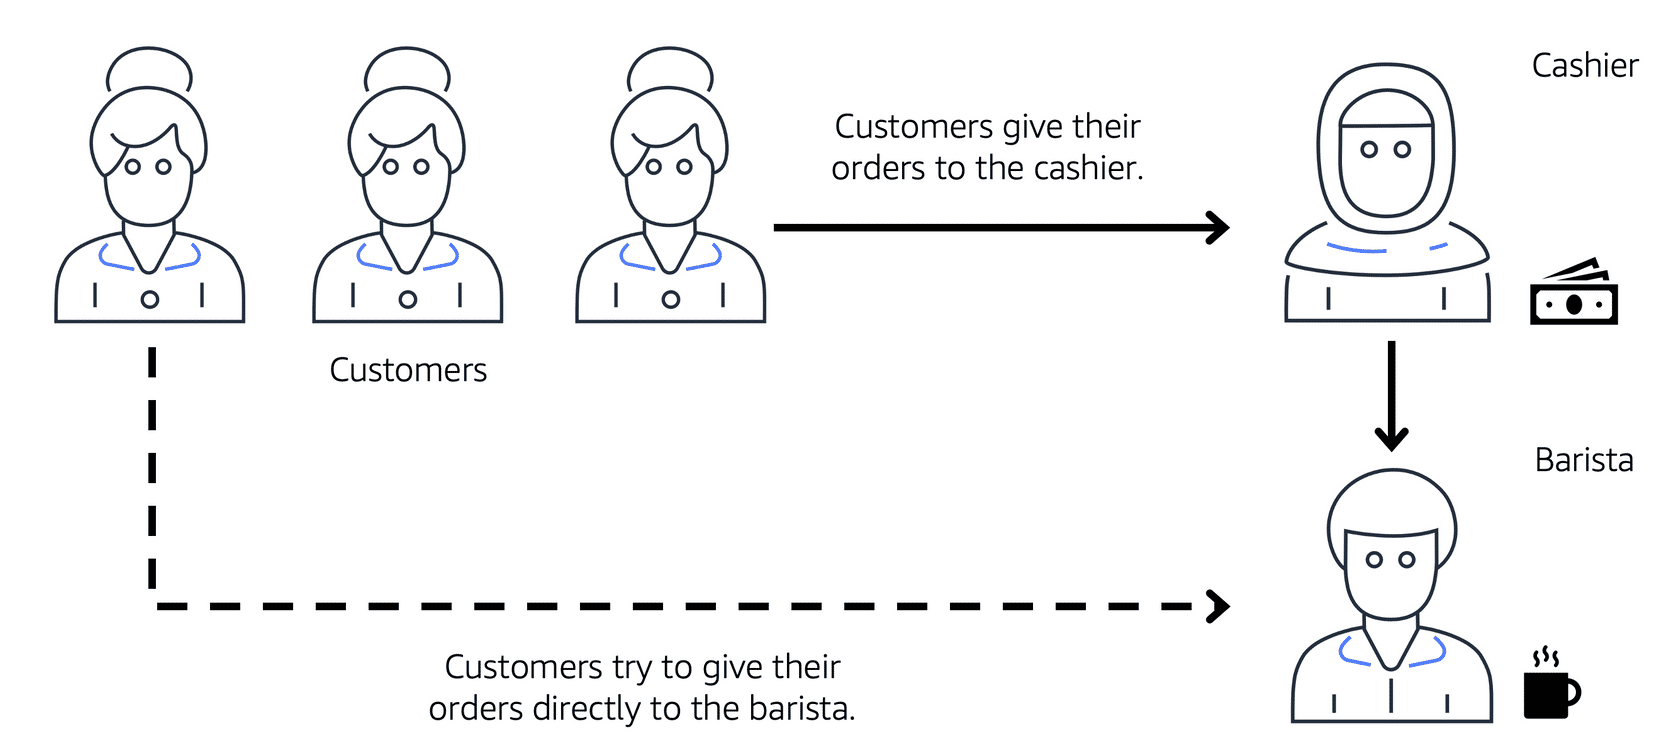 Cashier
Customers give their
orders to the cashier.
Customers
Barista
Customers try to give their
orders directly to the barista.